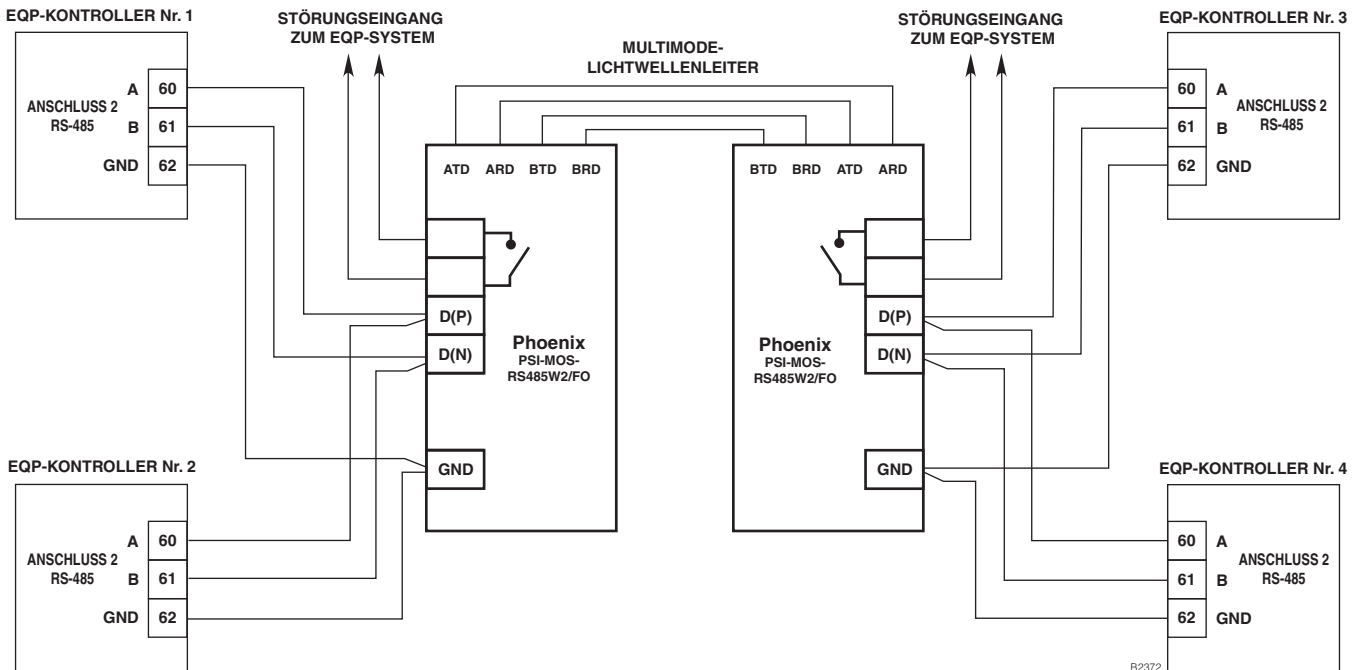 EQP-KONTROLLER Nr. 1
ANSCHLUSS 2
RS-485
A 60
B 61
GND 62
STÖRUNGSEINGANG
ZUM EQP-SYSTEM
MULTIMODE-
LICHTWELLENLEITER
STÖRUNGSEINGANG
ZUM EQP-SYSTEM
EQP-KONTROLLER Nr. 3
60 A
61 B
62 GND
ANSCHLUSS 2
RS-485
ATD ARD BTD BRD
D(P)
D(N)
GND
Phoenix
PSI-MOS-
RS485W2/FO
BTD BRD ATD ARD
D(P)
D(N)
GND
Phoenix
PSI-MOS-
RS485W2/FO
EQP-KONTROLLER Nr. 2
ANSCHLUSS 2
RS-485
A 60
B 61
GND 62
EQP-KONTROLLER Nr. 4
60 A
61 B
62 GND
ANSCHLUSS 2
RS-485
R2372